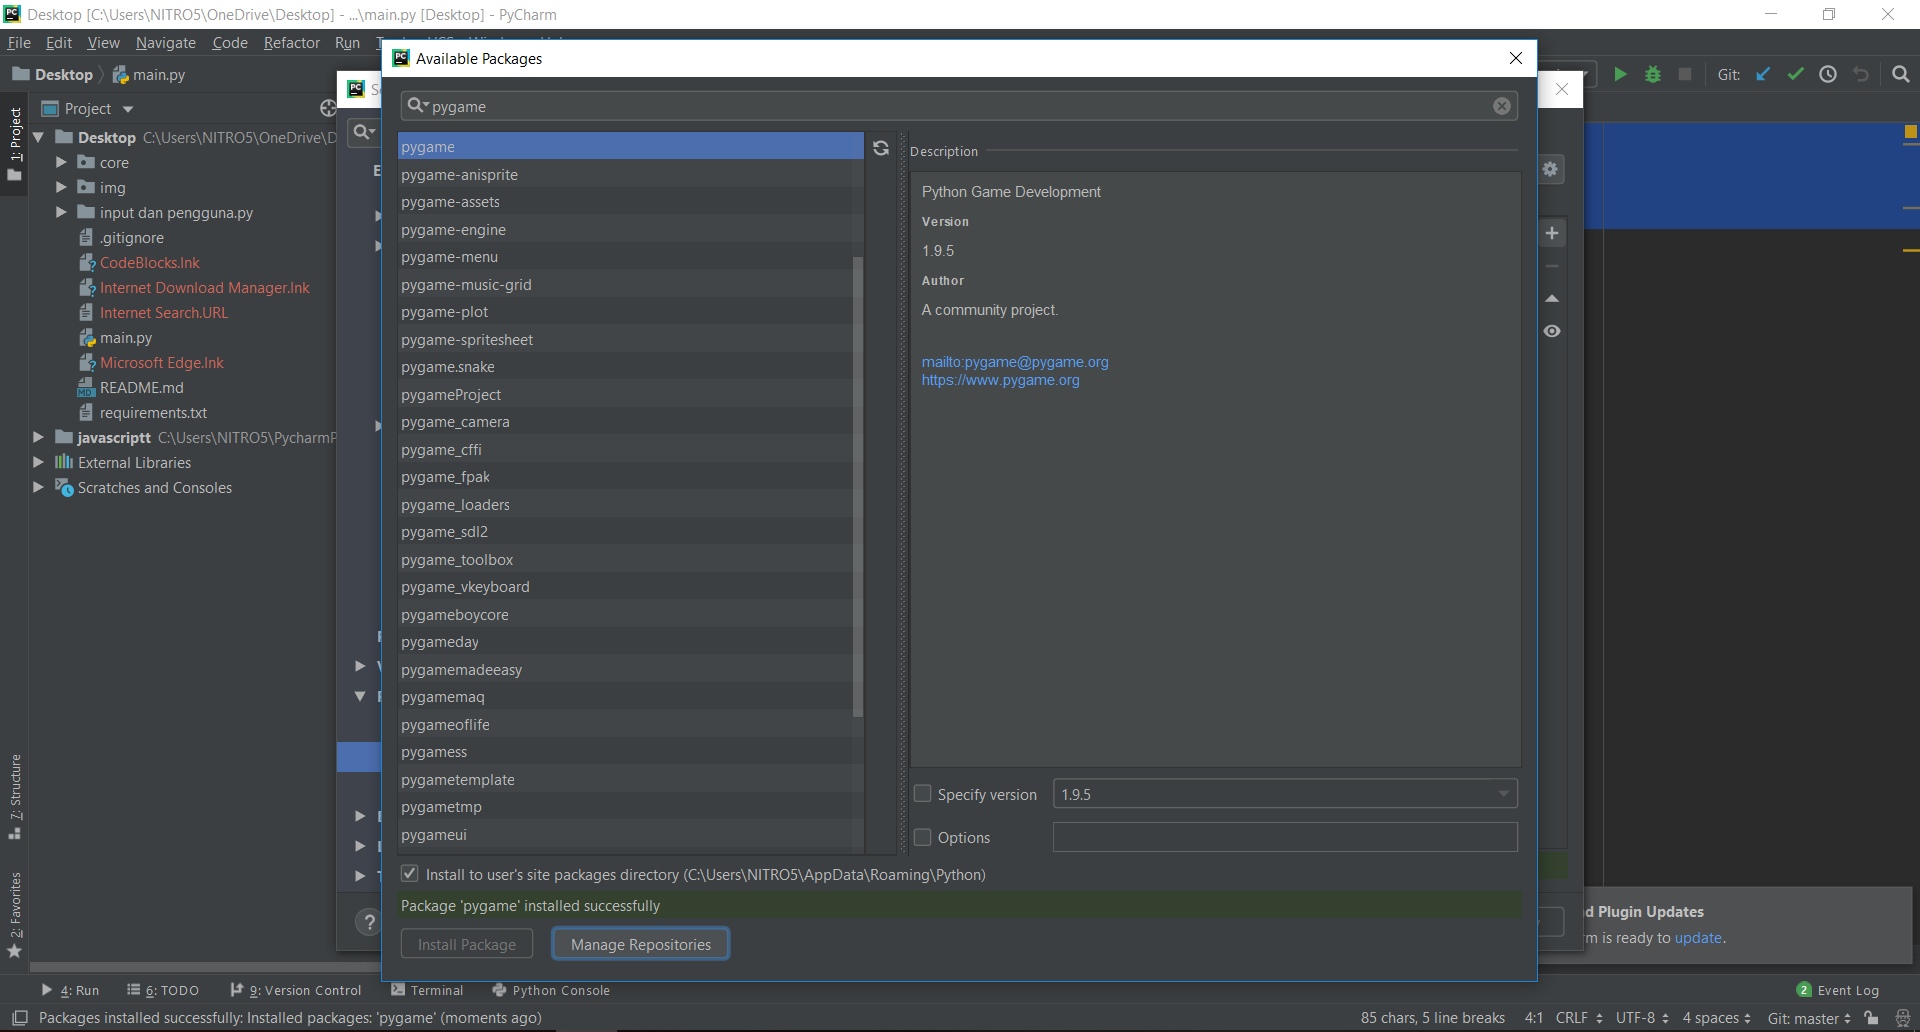 Desktop [C:\Users\NITRO5\OneDrive\Desktop] - ...\main.py [Desktop] - PyCharm
File Edit View Navigate Code Refactor Run
Desktop main.py
Git:
Available Packages
pygame
1: Project
Project
Desktop C:\Users\NITRO5\OneDrive\D
core
img
input dan pengguna.py
.gitignore
CodeBlocks.lnk
Internet Download Manager.lnk
Internet Search.URL
main.py
Microsoft Edge.lnk
README.md
requirements.txt
javascriptt C:\Users\NITRO5\PycharmP
External Libraries
Scratches and Consoles
7: Structure
2: Favorites
pygame
pygame-anisprite
pygame-assets
pygame-engine
pygame-menu
pygame-music-grid
pygame-plot
pygame-spritesheet
pygame.snake
pygameProject
pygame_camera
pygame_cffi
pygame_fpak
pygame_loaders
pygame_sdl2
pygame_toolbox
pygame_vkeyboard
pygameboycore
pygameday
pygamemadeeasy
pygamemaq
pygameoflife
pygamess
pygametemplate
pygametmp
pygameui
Description
Python Game Development
Version
1.9.5
Author
A community project.
mailto:pygame@pygame.org
https://www.pygame.org
Specify version 1.9.5
Options
Install to user's site packages directory (C:\Users\NITRO5\AppData\Roaming\Python)
Package 'pygame' installed successfully
Install Package Manage Repositories
d Plugin Updates
m is ready to update.
4: Run 6: TODO 9: Version Control Terminal Python Console 2 Event Log
Packages installed successfully: Installed packages: 'pygame' (moments ago) 85 chars, 5 line breaks 4:1 CRLF UTF-8 4 spaces Git: master